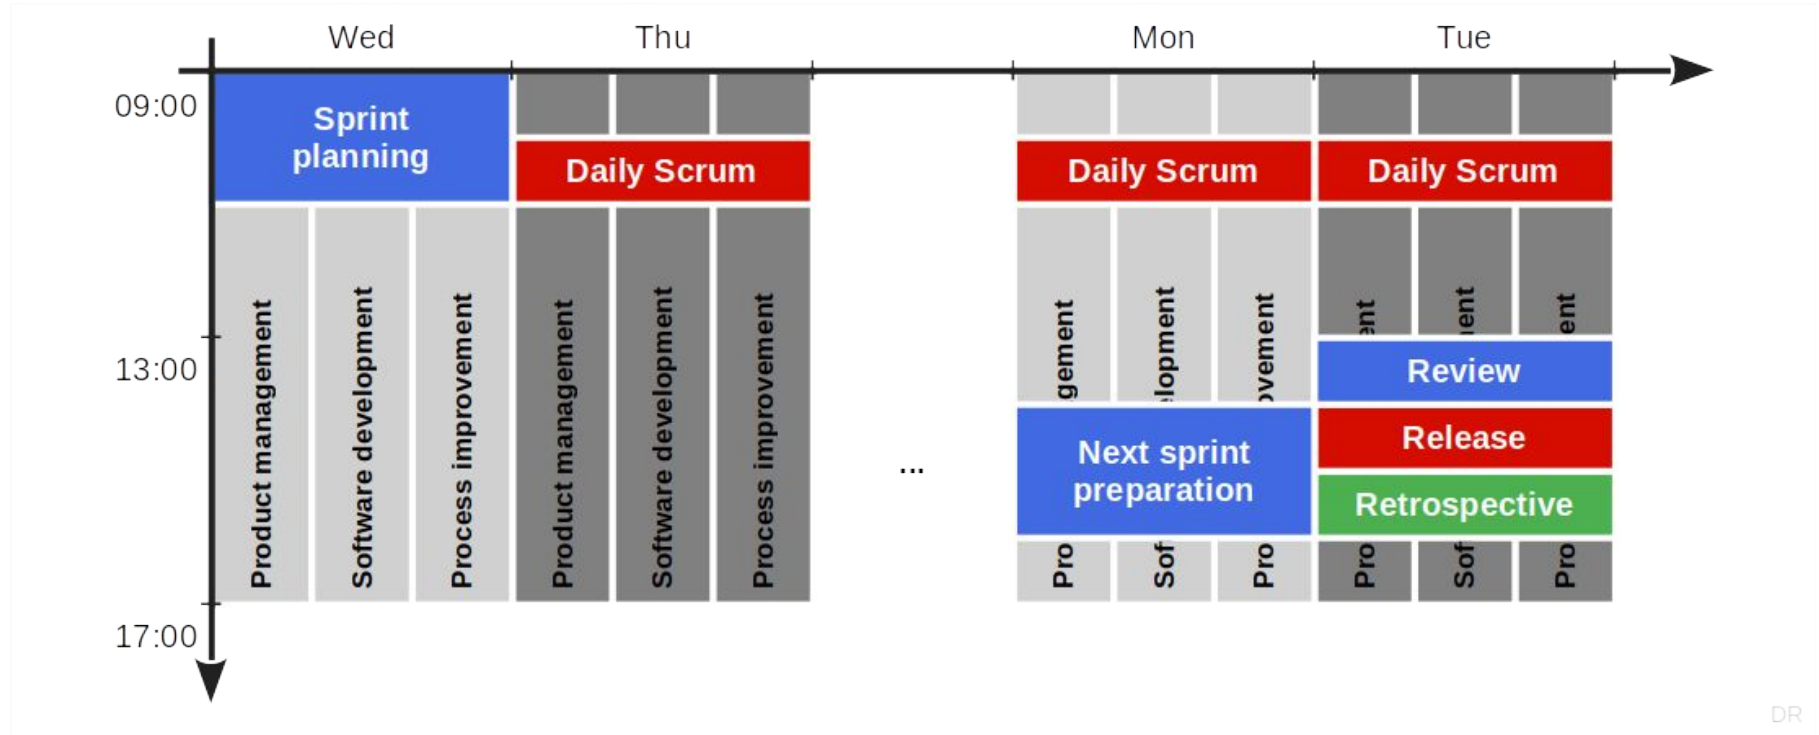 Wed
Thu
Mon
Tue
09:00
13:00
17:00
Sprint
planning
Daily Scrum
Daily Scrum
Daily Scrum
Product management
Software development
Process improvement
Product management
Software development
Process improvement
...
gement
lopment
ovement
Next sprint
preparation
Pro
Sof
Pro
ent
ent
ent
Review
Release
Retrospective
Pro
Sof
Pro
DR